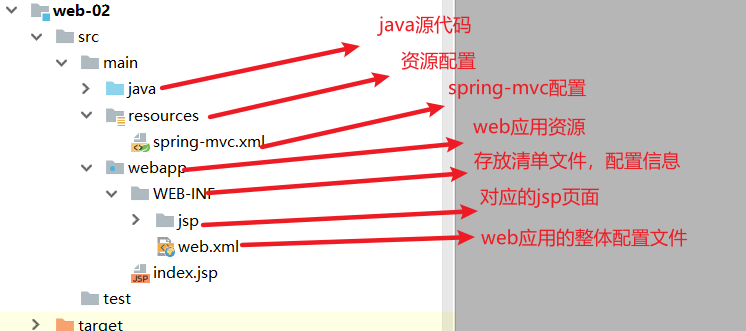 web-02
src
java源代码
main
资源配置
java
spring-mvc配置
resources
web应用资源
spring-mvc.xml
存放清单文件，配置信息
webapp
WEB-INF
对应的jsp页面
jsp
web应用的整体配置文件
web.xml
JSP index.jsp
test
target